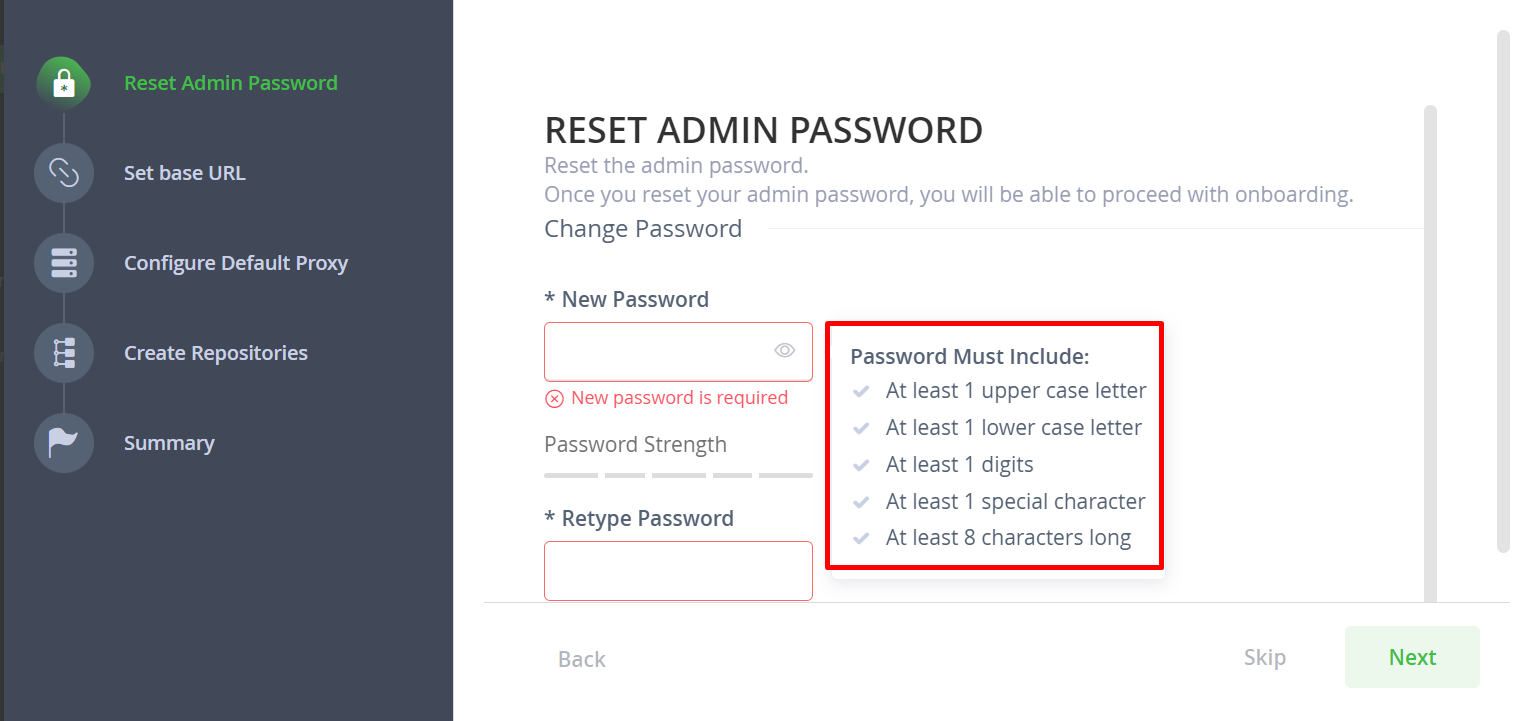 Reset Admin Password
Set base URL
Configure Default Proxy
Create Repositories
Summary
RESET ADMIN PASSWORD
Reset the admin password.
Once you reset your admin password, you will be able to proceed with onboarding.
Change Password
* New Password
New password is required
Password Strength
* Retype Password
Password Must Include:
At least 1 upper case letter
At least 1 lower case letter
At least 1 digits
At least 1 special character
At least 8 characters long
Back
Skip
Next